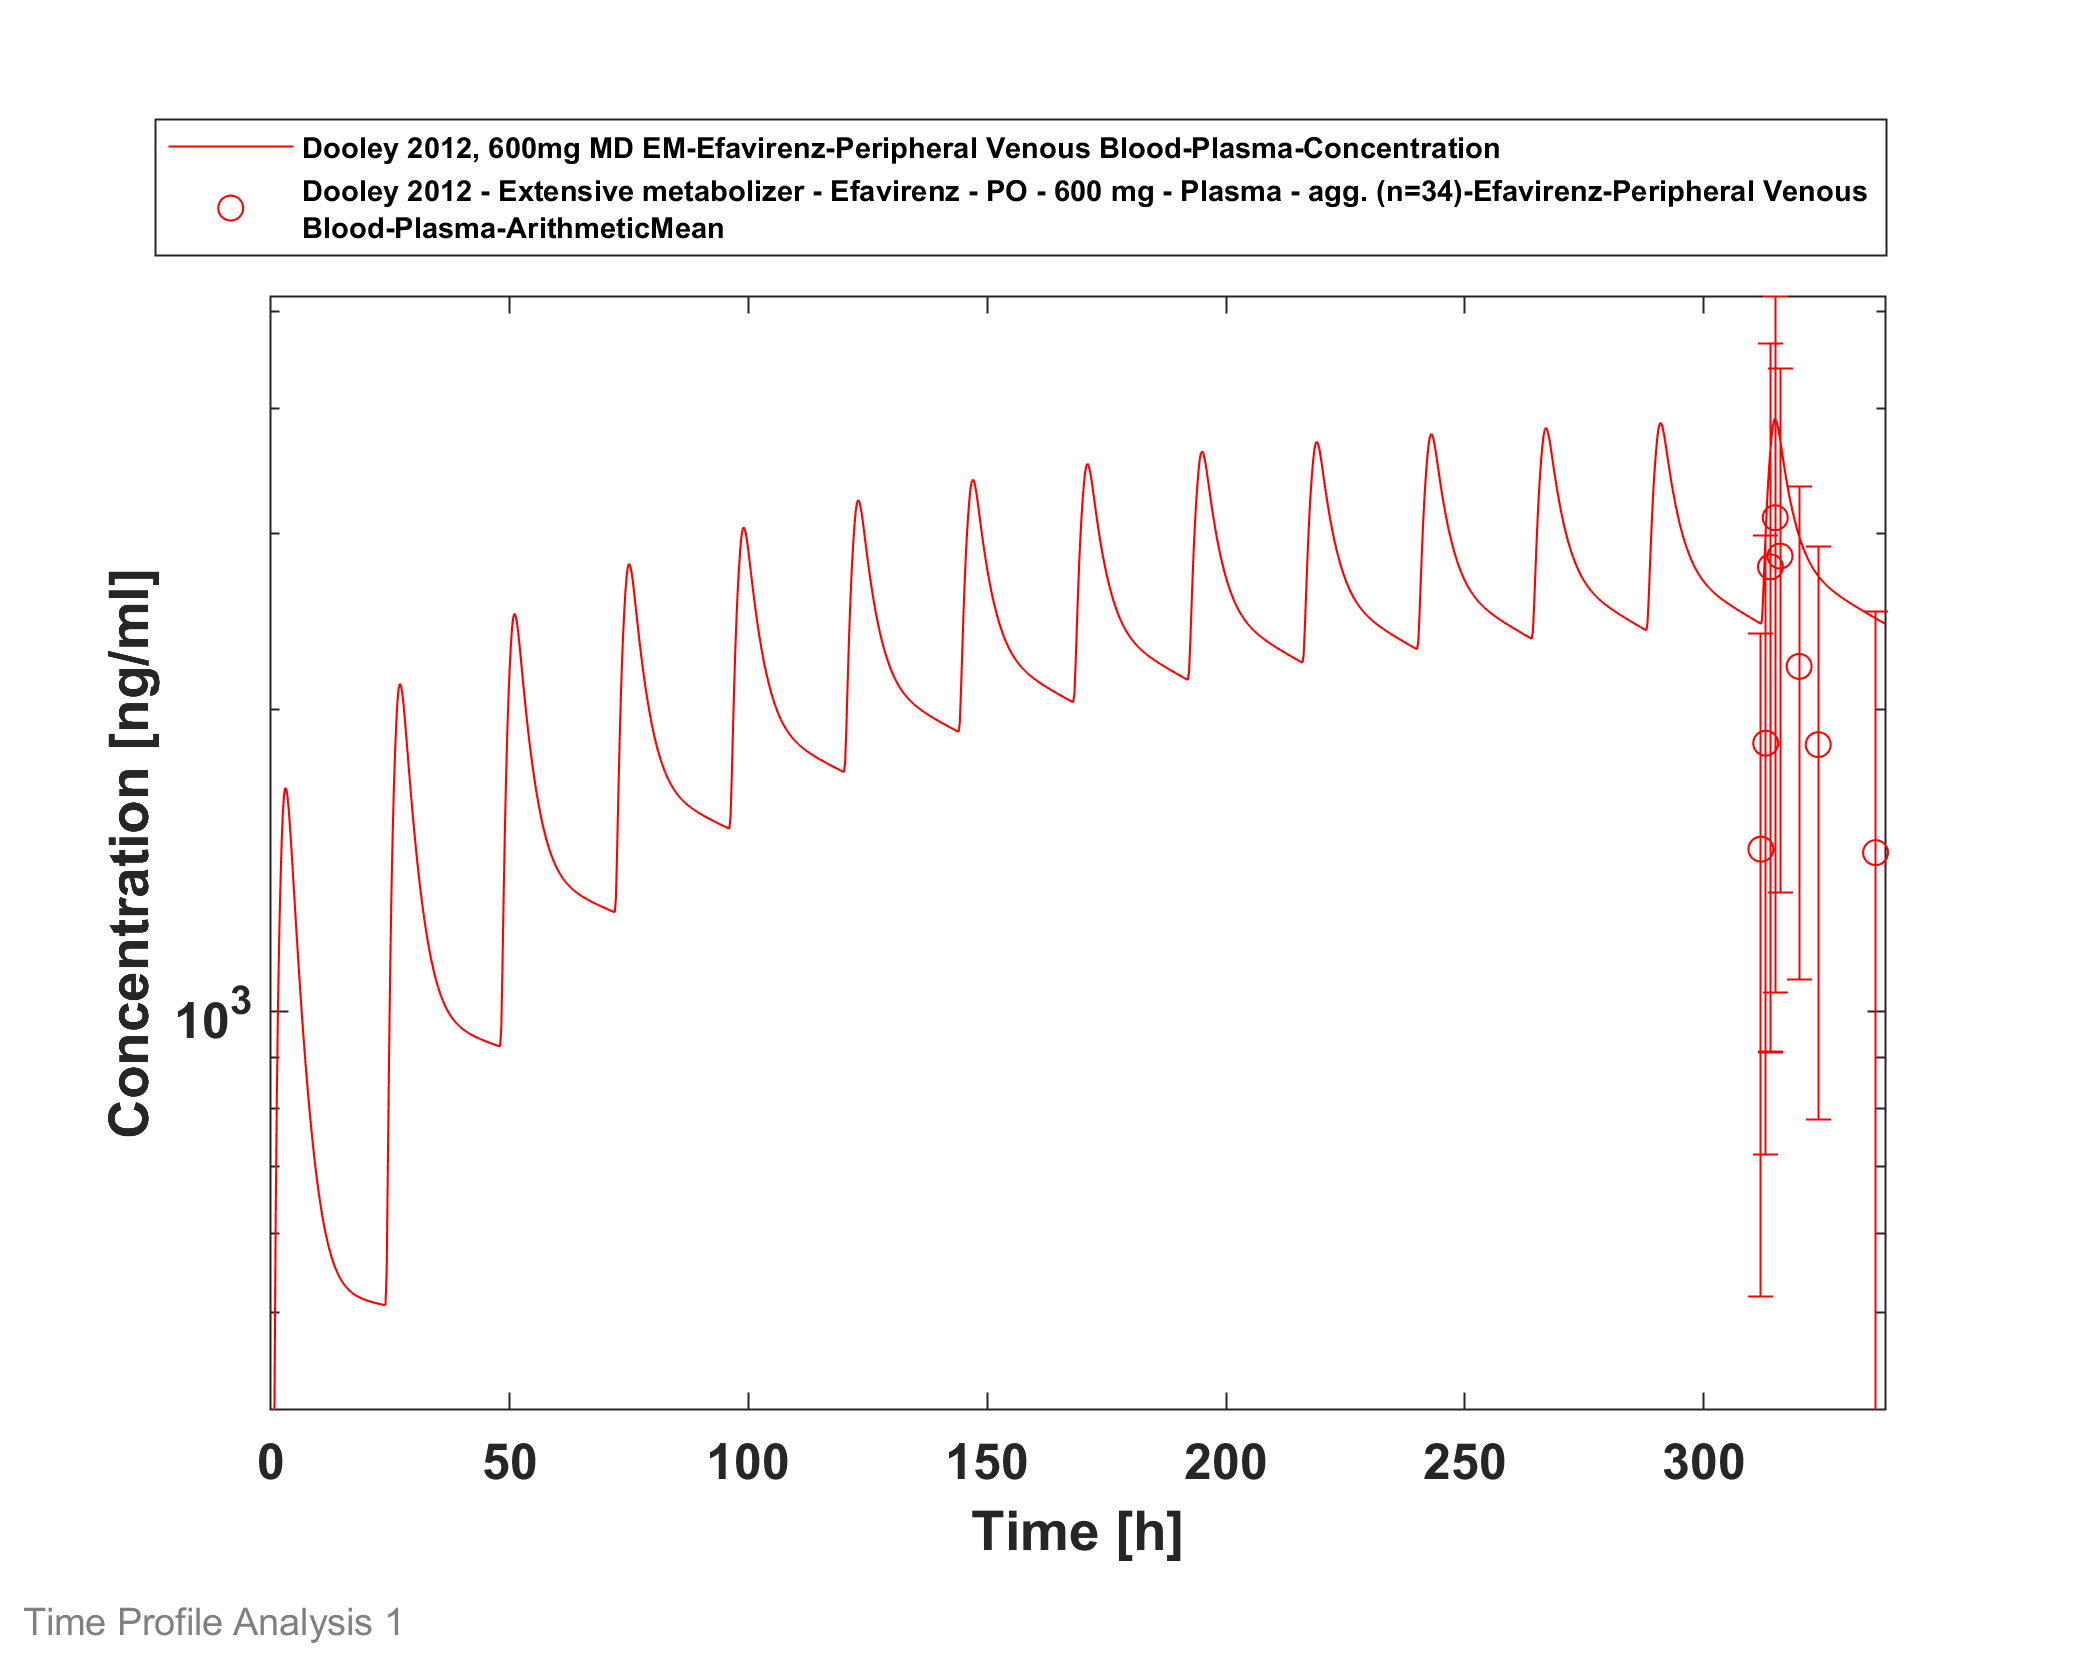 Dooley 2012, 600mg MD EM-Efavirenz-Peripheral Venous Blood-Plasma-Concentration
Dooley 2012 - Extensive metabolizer - Efavirenz - PO - 600 mg - Plasma - agg. (n=34)-Efavirenz-Peripheral Venous
Blood-Plasma-ArithmeticMean
Concentration [ng/ml]
10^3
0 50 100 150 200 250 300
Time [h]
Time Profile Analysis 1